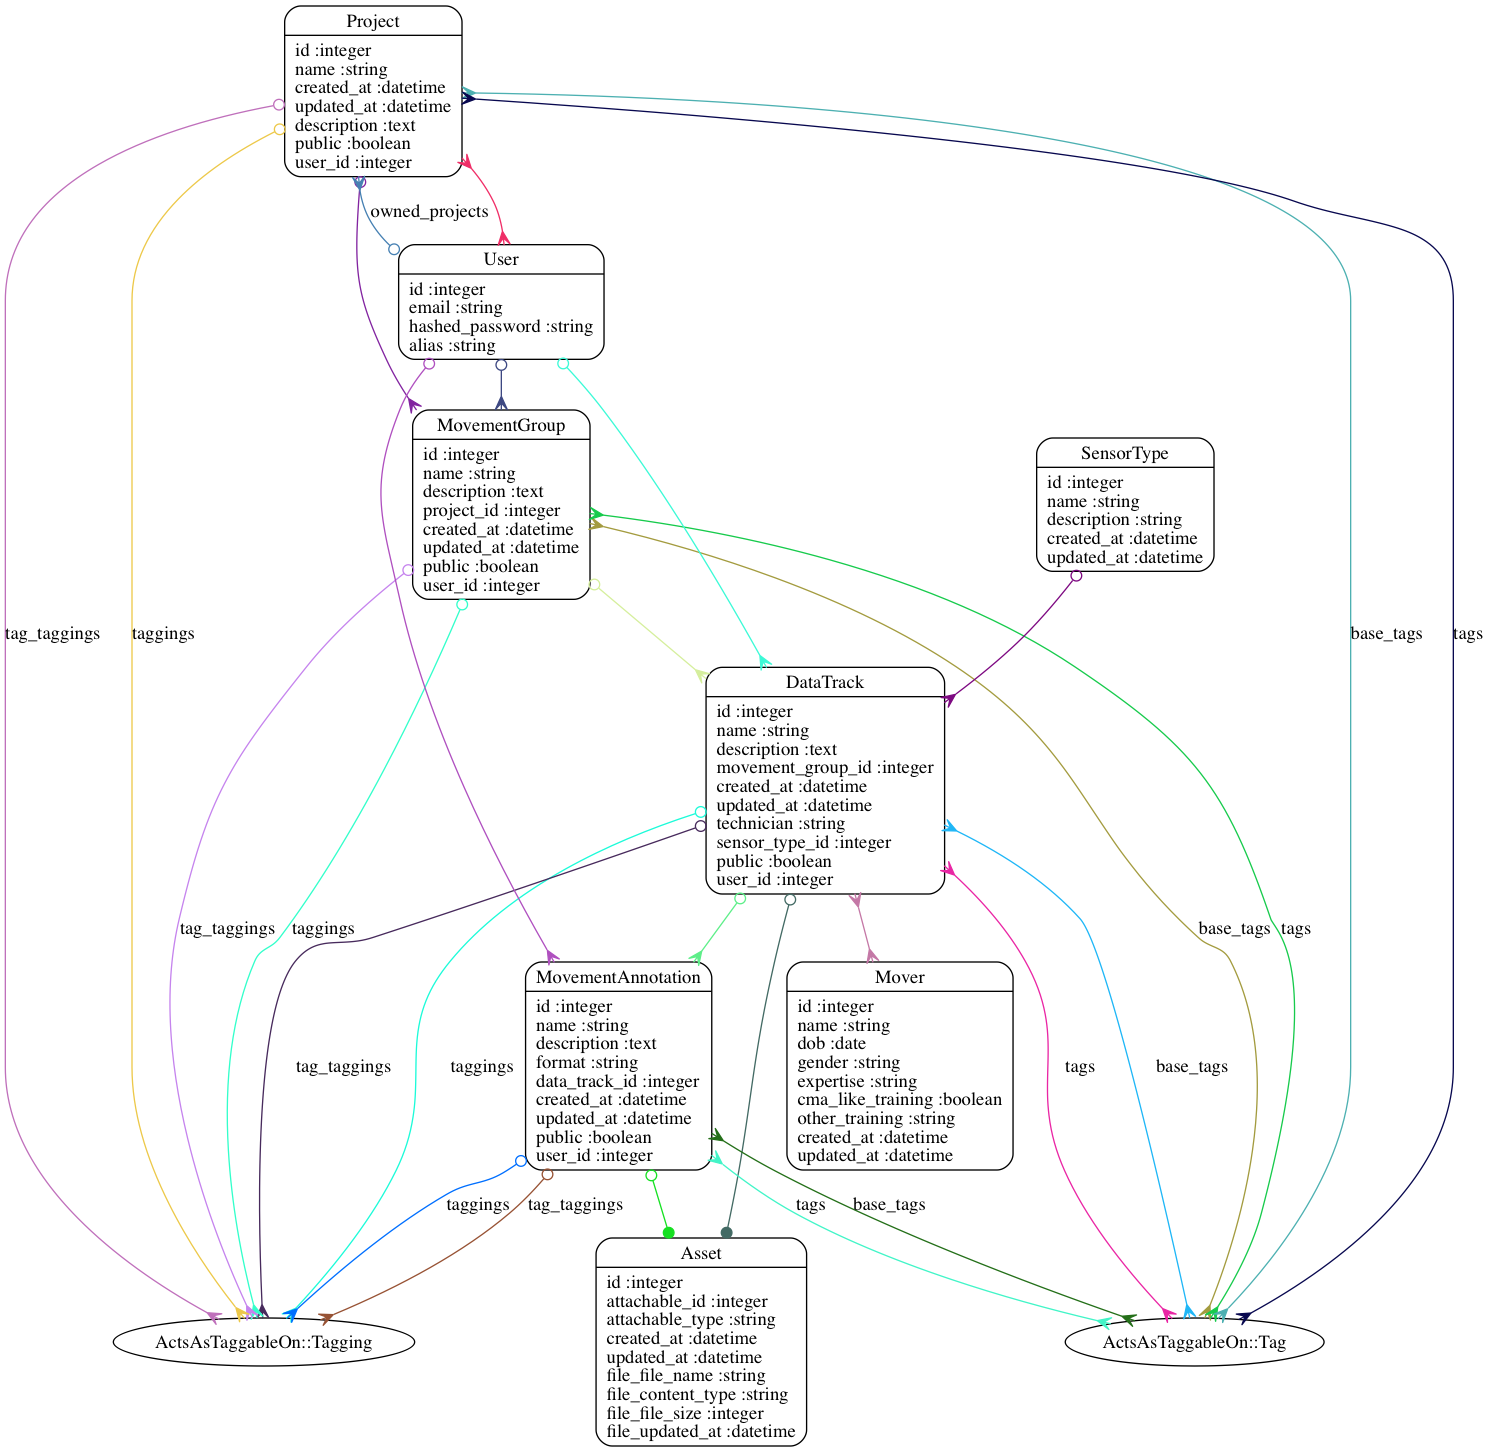 Project
id :integer
name :string
created_at :datetime
updated_at :datetime
description :text
public :boolean
user_id :integer
owned_projects
User
id :integer
email :string
hashed_password :string
alias :string
MovementGroup
id :integer
name :string
description :text
project_id :integer
created_at :datetime
updated_at :datetime
public :boolean
user_id :integer
SensorType
id :integer
name :string
description :string
created_at :datetime
updated_at :datetime
tag_taggings
taggings
base_tags
tags
DataTrack
id :integer
name :string
description :text
movement_group_id :integer
created_at :datetime
updated_at :datetime
technician :string
sensor_type_id :integer
public :boolean
user_id :integer
tag_taggings
taggings
base_tags
tags
MovementAnnotation
id :integer
name :string
description :text
format :string
data_track_id :integer
created_at :datetime
updated_at :datetime
public :boolean
user_id :integer
Mover
id :integer
name :string
dob :date
gender :string
expertise :string
cma_like_training :boolean
other_training :string
created_at :datetime
updated_at :datetime
tag_taggings
taggings
tags
base_tags
taggings
tag_taggings
tags
base_tags
Asset
id :integer
attachable_id :integer
attachable_type :string
created_at :datetime
updated_at :datetime
file_file_name :string
file_content_type :string
file_file_size :integer
file_updated_at :datetime
ActsAsTaggableOn::Tagging
ActsAsTaggableOn::Tag